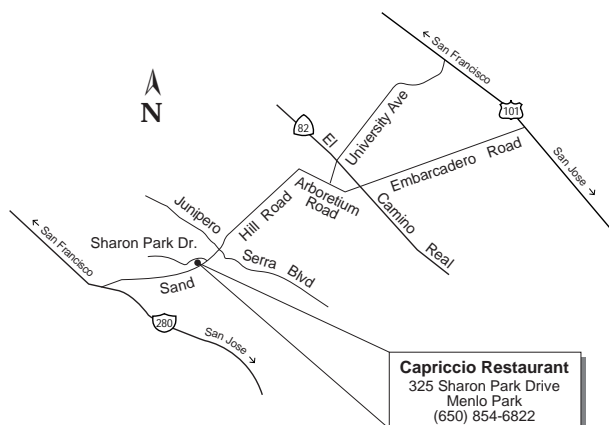 ← San Francisco
101
San Jose →
N
82
El Camino Real
University Ave
Embarcadero Road
Arboretium
Road
Junipero Serra Blvd
Sand Hill Road
Sharon Park Dr.
← San Francisco
280
San Jose →
Capriccio Restaurant
325 Sharon Park Drive
Menlo Park
(650) 854-6822